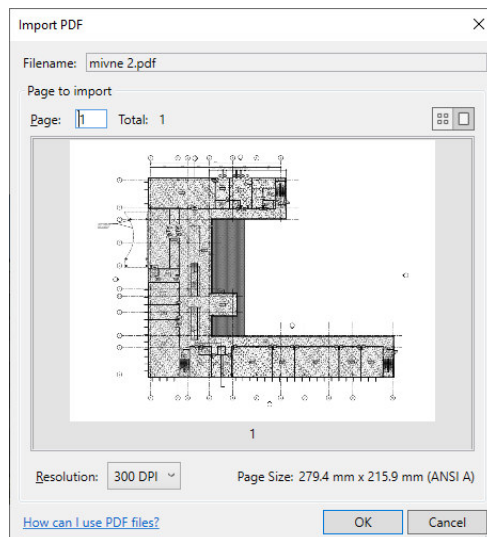 Import PDF
Filename: mivne 2.pdf
Page to import
Page: 1 Total: 1
1
Resolution: 300 DPI Page Size: 279.4 mm x 215.9 mm (ANSI A)
How can I use PDF files? OK Cancel